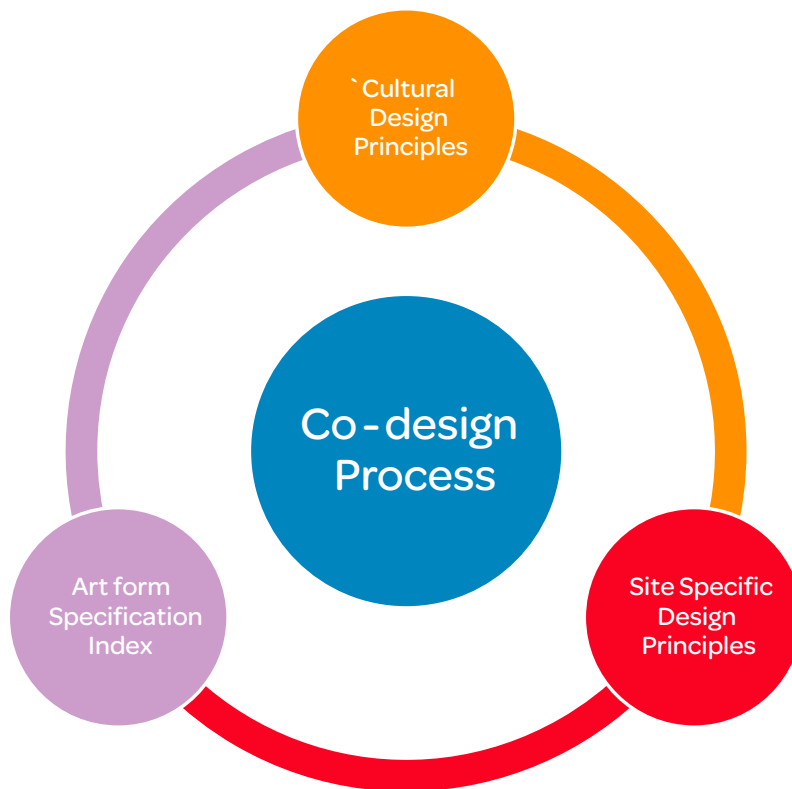 `Cultural
Design
Principles
Co-design
Process
Art form
Specification
Index
Site Specific
Design
Principles